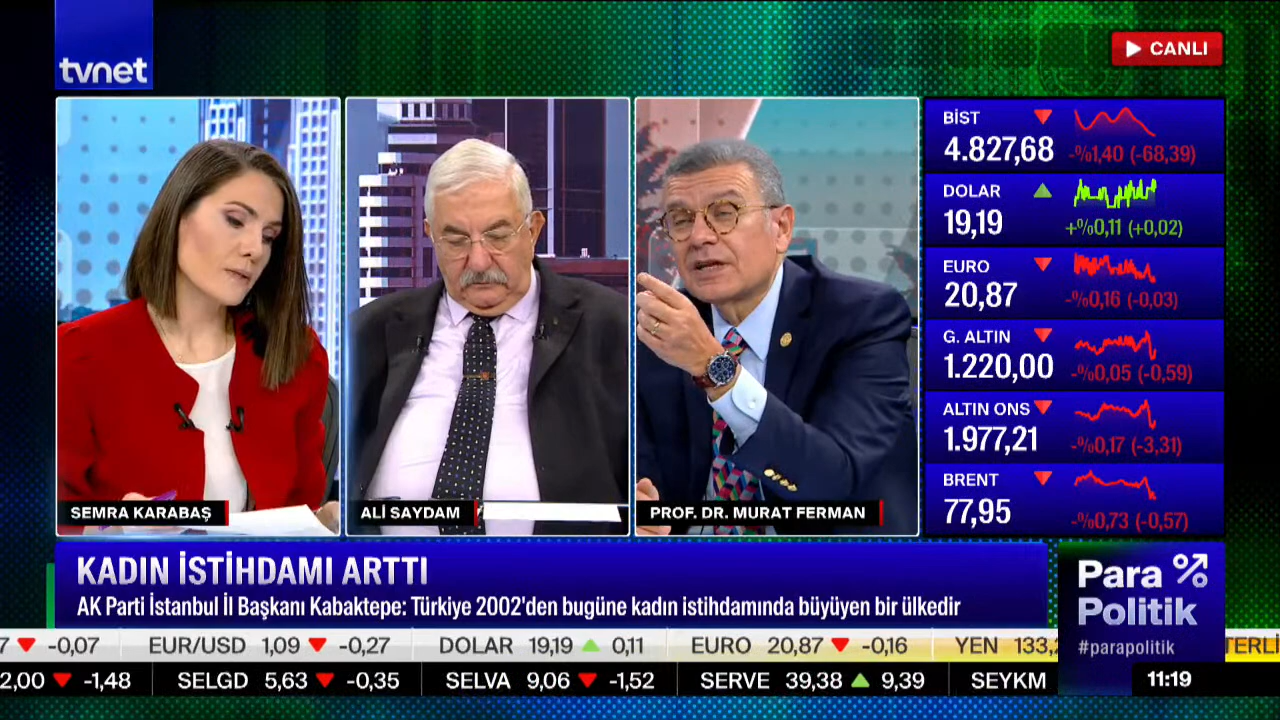 tvnet
CANLI
BİST
4.827,68
-%1,40 (-68,39)
DOLAR
19,19
+%0,11 (+0,02)
EURO
20,87
-%0,16 (-0,03)
G. ALTIN
1.220,00
-%0,05 (-0,59)
ALTIN ONS
1.977,21
-%0,17 (-3,31)
BRENT
77,95
-%0,73 (-0,57)
SEMRA KARABAŞ
ALİ SAYDAM
PROF. DR. MURAT FERMAN
KADIN İSTİHDAMI ARTTI
AK Parti İstanbul İl Başkanı Kabaktepe: Türkiye 2002'den bugüne kadın istihdamında büyüyen bir ülkedir
Para %
Politik
#parapolitik
7 -0,07 EUR/USD 1,09 -0,27 DOLAR 19,19 0,11 EURO 20,87 -0,16 YEN 133,2 TERLİ
2,00 -1,48 SELGD 5,63 -0,35 SELVA 9,06 -1,52 SERVE 39,38 9,39 SEYKM
11:19